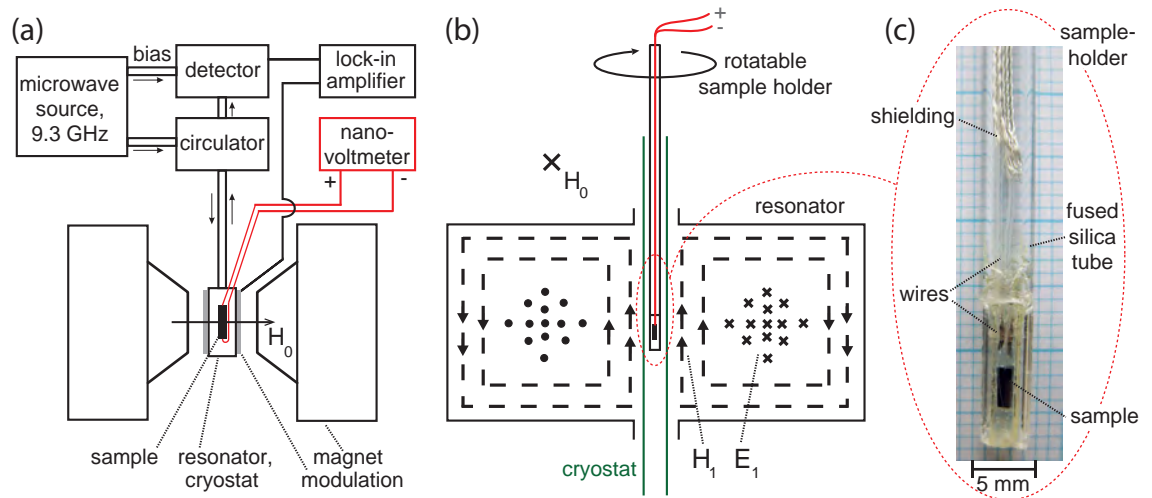 (a)
bias
detector
lock-in
amplifier
microwave
source,
9.3 GHz
circulator
nano-
voltmeter
+
-
H0
sample
resonator,
cryostat
magnet
modulation
(b)
+
-
rotatable
sample holder
H0
resonator
cryostat
H1
E1
(c)
sample-
holder
shielding
fused
silica
tube
wires
sample
5 mm